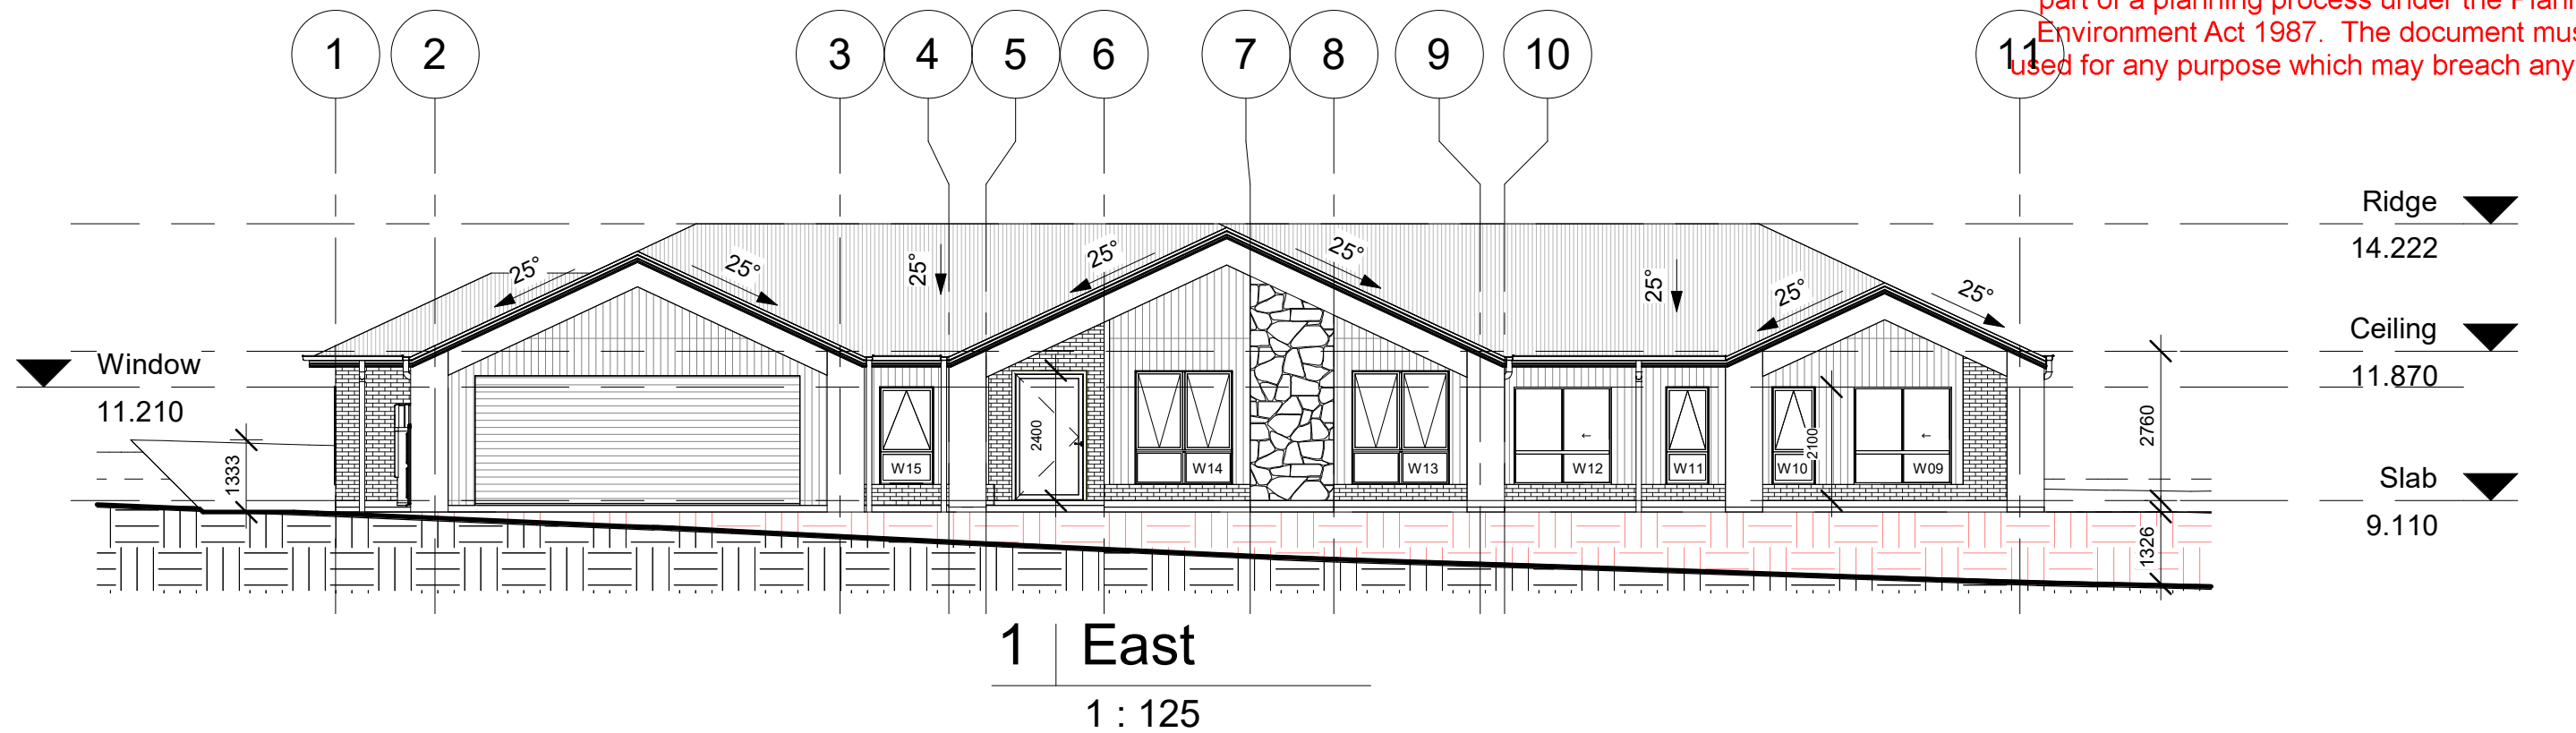 part of a planning process under the
Environment Act 1987. The document
used for any purpose which may breach any
1 2 3 4 5 6 7 8 9 10 11
Ridge
14.222
25° 25° 25° 25° 25° 25° 25° 25°
Ceiling
11.870
Window
11.210
2760
1333
2400
2100
W15 W14 W13 W12 W11 W10 W09
Slab
9.110
1326
1 East
1 : 125